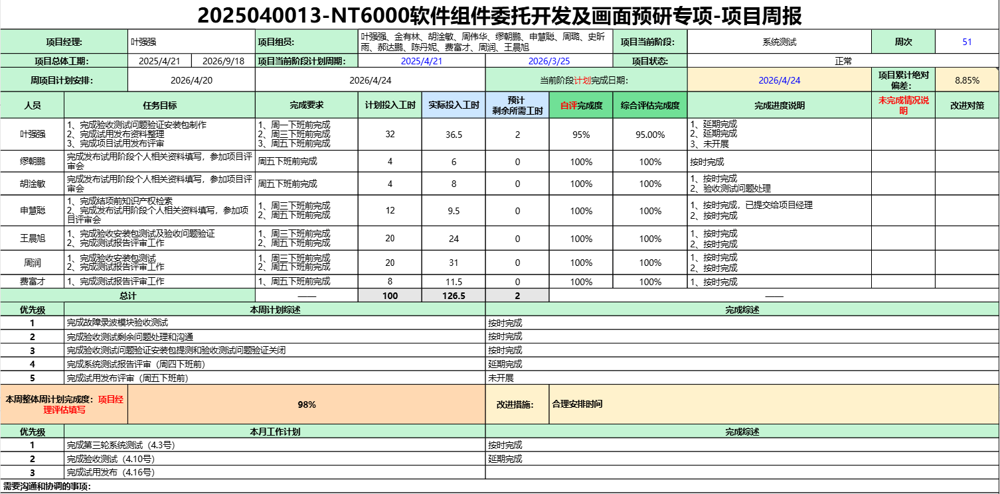 2025040013-NT6000软件组件委托开发及画面预研专项-项目周报
项目经理: 叶强强 项目组员: 叶强强、金有林、胡淦敏、周伟华、缪朝鹏、申慧聪、周璐、史昕
雨、郝达鹏、陈丹妮、费富才、周润、王晨旭 项目当前阶段: 系统测试 周次 51
项目总体工期: 2025/4/21 2026/9/18 项目当前阶段计划周期: 2025/4/21 2026/3/25 项目状态: 正常
周项目计划安排: 2026/4/20 2026/4/24 当前阶段计划完成日期: 2026/4/24 项目累计绝对
偏差: 8.85%
人员 任务目标 完成要求 计划投入工时 实际投入工时 预计
剩余所需工时 自评完成度 综合评估完成度 完成进度说明 未完成情况说
明 改进对策
叶强强
1、完成验收测试问题验证安装包制作
2、完成试用发布资料整理
3、完成项目试用发布评审
1、周一下班前完成
2、周三下班前完成
3、周五下班前完成
32 36.5 2 95% 95.00%
1、延期完成
2、延期完成
3、未开展
缪朝鹏
完成发布试用阶段个人相关资料填写，参加项目评
审会
周五下班前完成 4 6 0 100% 100% 按时完成
胡淦敏
完成发布试用阶段个人相关资料填写，参加项目评
审会
周五下班前完成 4 8 0 100% 100%
1、按时完成
2、验收测试问题处理
申慧聪
1、完成结项前知识产权检索
2、完成发布试用阶段个人相关资料填写，参加项
目评审会
1、周三下班前完成
2、周五下班前完成
12 9.5 0 100% 100%
1、按时完成，已提交给项目经理
2、按时完成
王晨旭
1、完成验收安装包测试及验收问题验证
2、完成测试报告评审工作
1、周三下班前完成
2、周五下班前完成
20 24 0 100% 100%
1、按时完成
2、按时完成
周润
1、完成验收安装包测试
2、完成测试报告评审工作
1、周三下班前完成
2、周五下班前完成
20 31 0 100% 100%
1、按时完成
2、按时完成
费富才 1、完成测试报告评审工作 1、周五下班前完成 8 11.5 0 100% 100% 1、按时完成
总计 —— 100 126.5 2 ——
优先级 本周计划综述 完成综述
1 完成故障录波模块验收测试 按时完成
2 完成验收测试剩余问题处理和沟通 按时完成
3 完成验收测试问题验证安装包提测和验收测试问题验证关闭 按时完成
4 完成系统测试报告评审（周四下班前） 延期完成
5 完成试用发布评审（周五下班前） 未开展
本周整体周计划完成度：项目经
理评估填写 98% 改进措施: 合理安排时间
优先级 本月工作计划 完成综述
1 完成第三轮系统测试（4.3号） 按时完成
2 完成验收测试（4.10号） 延期完成
3 完成试用发布（4.16号）
需要沟通和协调的事项: